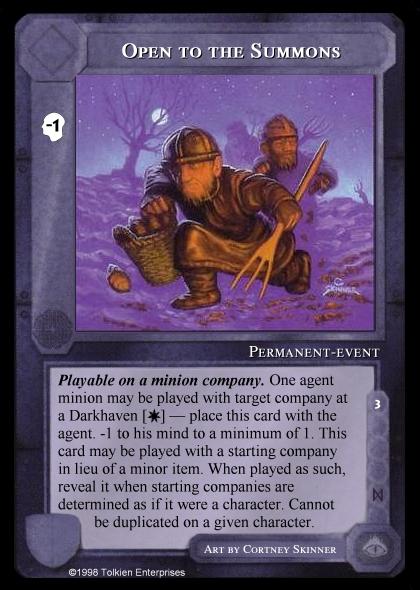 Open to the Summons
-1
C
Skinner
Permanent-event
Playable on a minion company. One agent
minion may be played with target company at
a Darkhaven [✷] — place this card with the
agent. -1 to his mind to a minimum of 1. This
card may be played with a starting company
in lieu of a minor item. When played as such,
reveal it when starting companies are
determined as if it were a character. Cannot
be duplicated on a given character.
3
Art by Cortney Skinner
©1998 Tolkien Enterprises